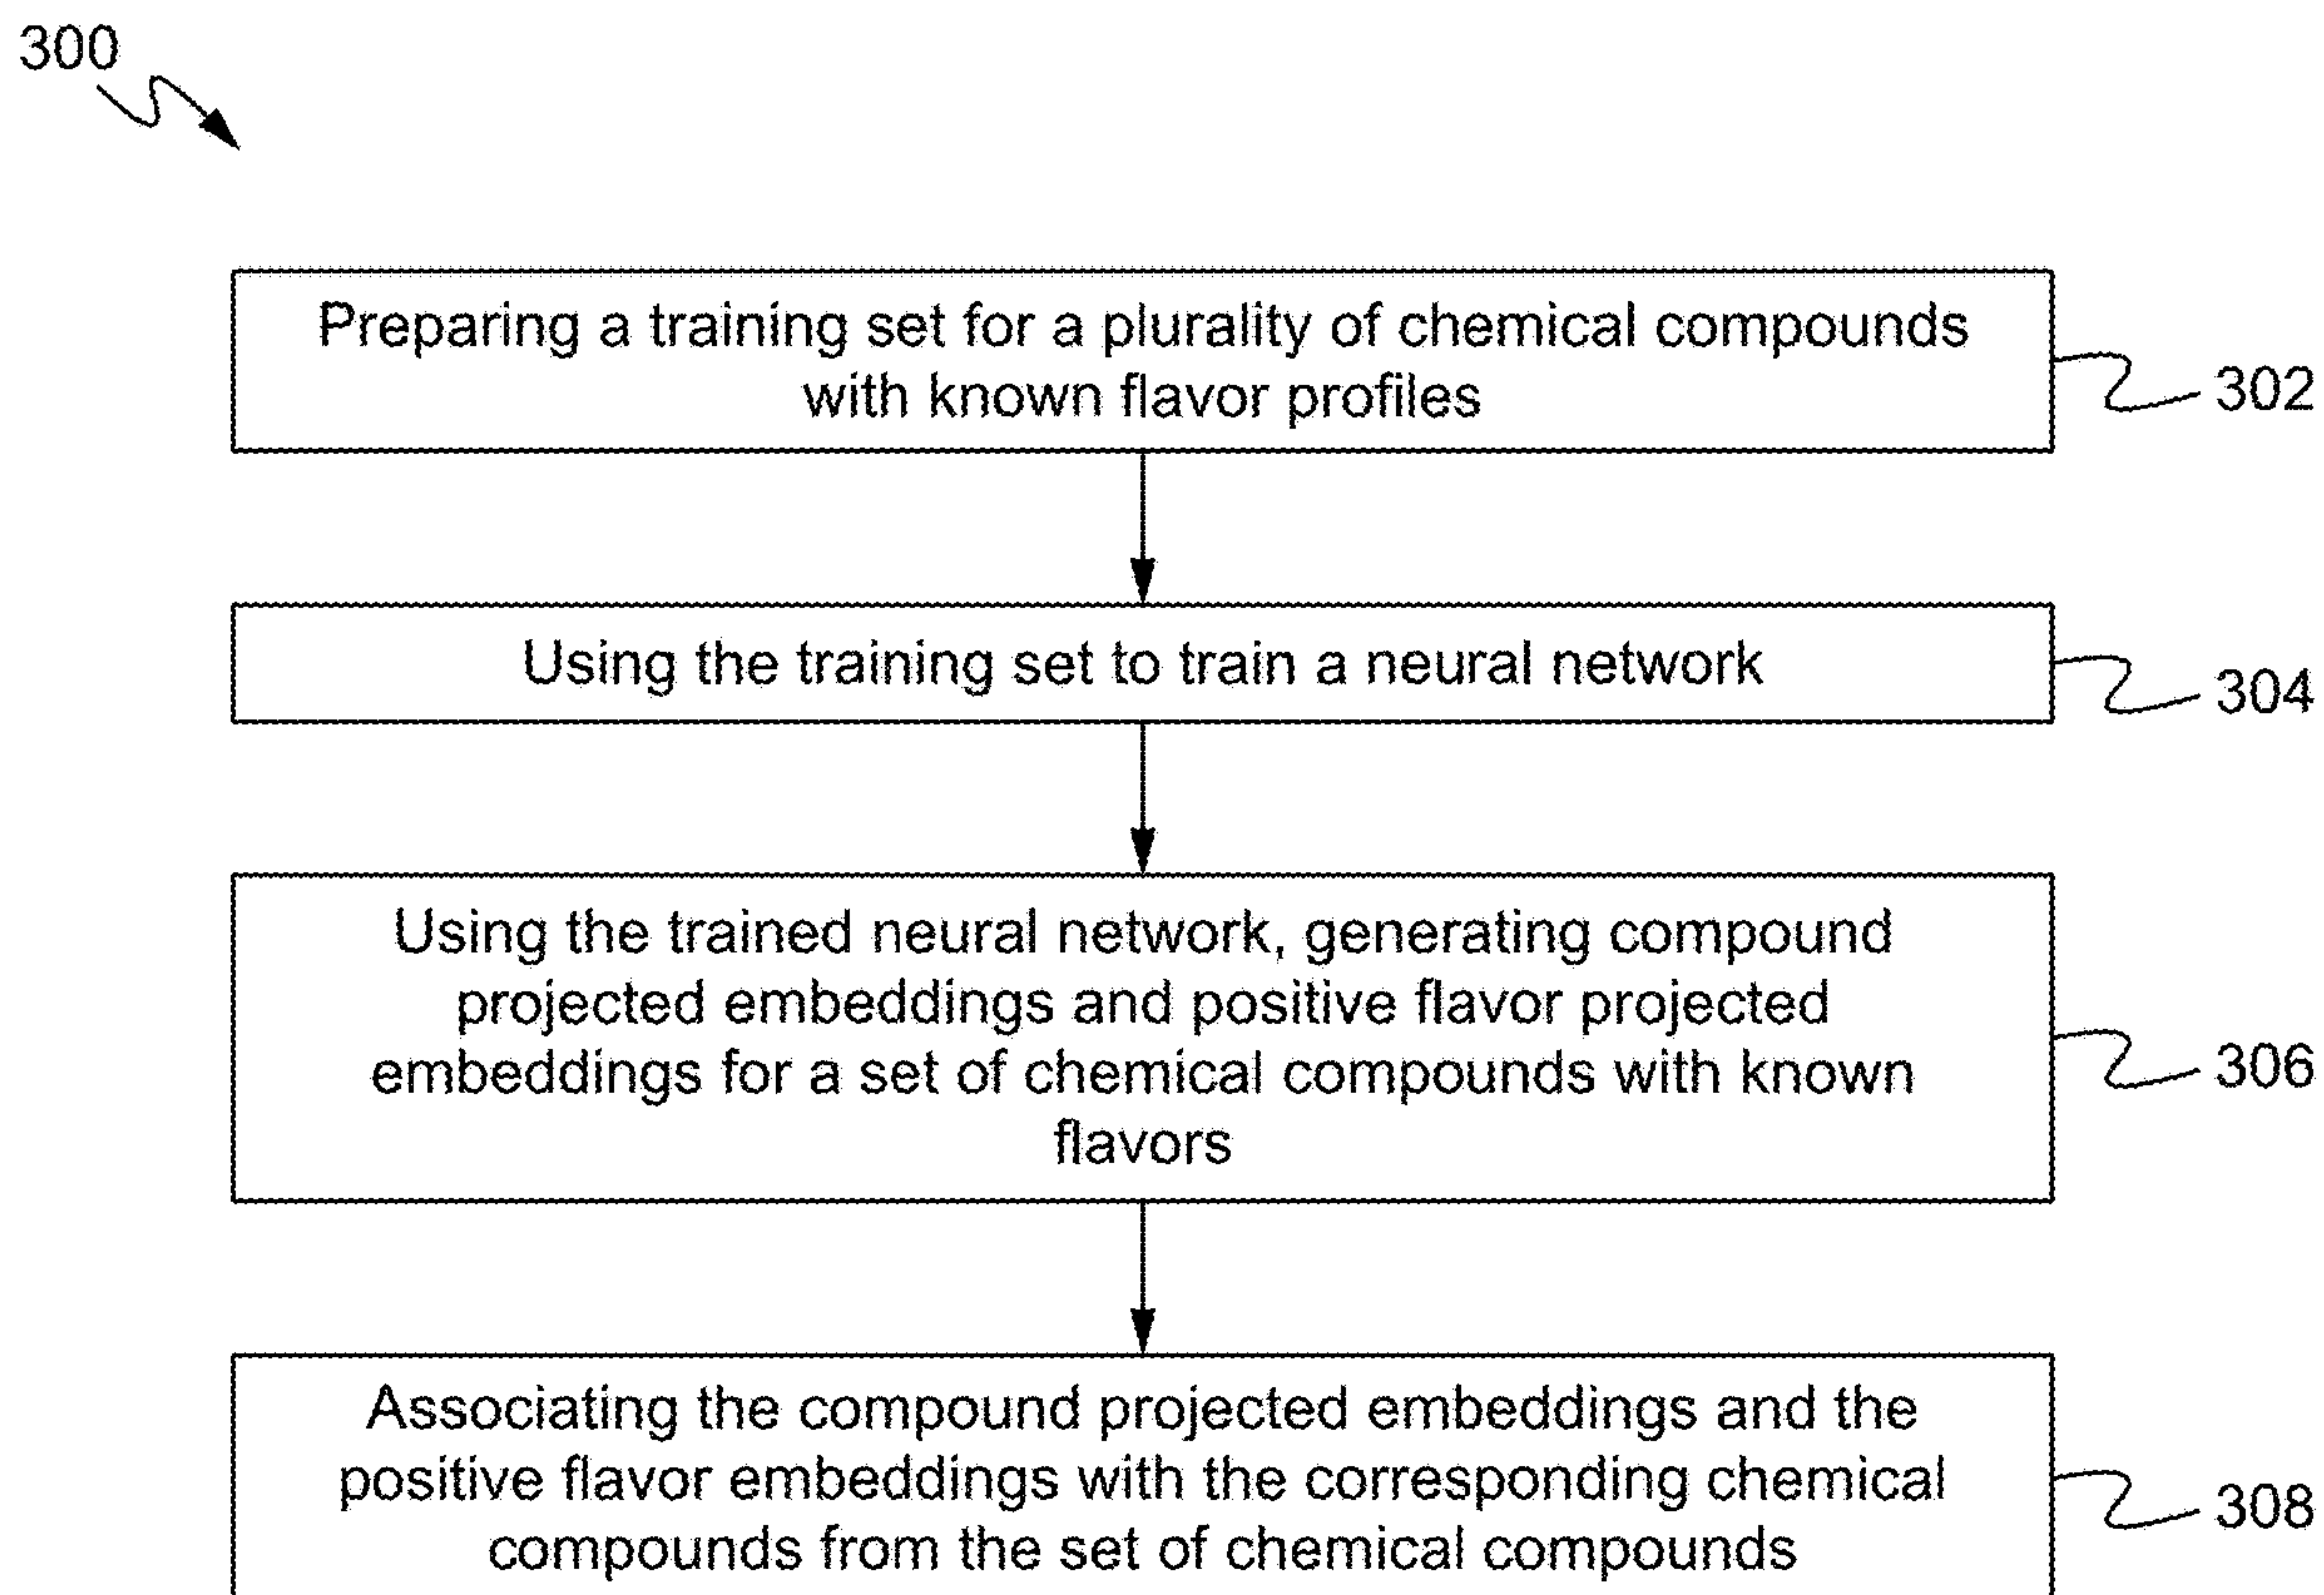 300
Preparing a training set for a plurality of chemical compounds
with known flavor profiles
302
Using the training set to train a neural network
304
Using the trained neural network, generating compound
projected embeddings and positive flavor projected
embeddings for a set of chemical compounds with known
flavors
306
Associating the compound projected embeddings and the
positive flavor embeddings with the corresponding chemical
compounds from the set of chemical compounds
308